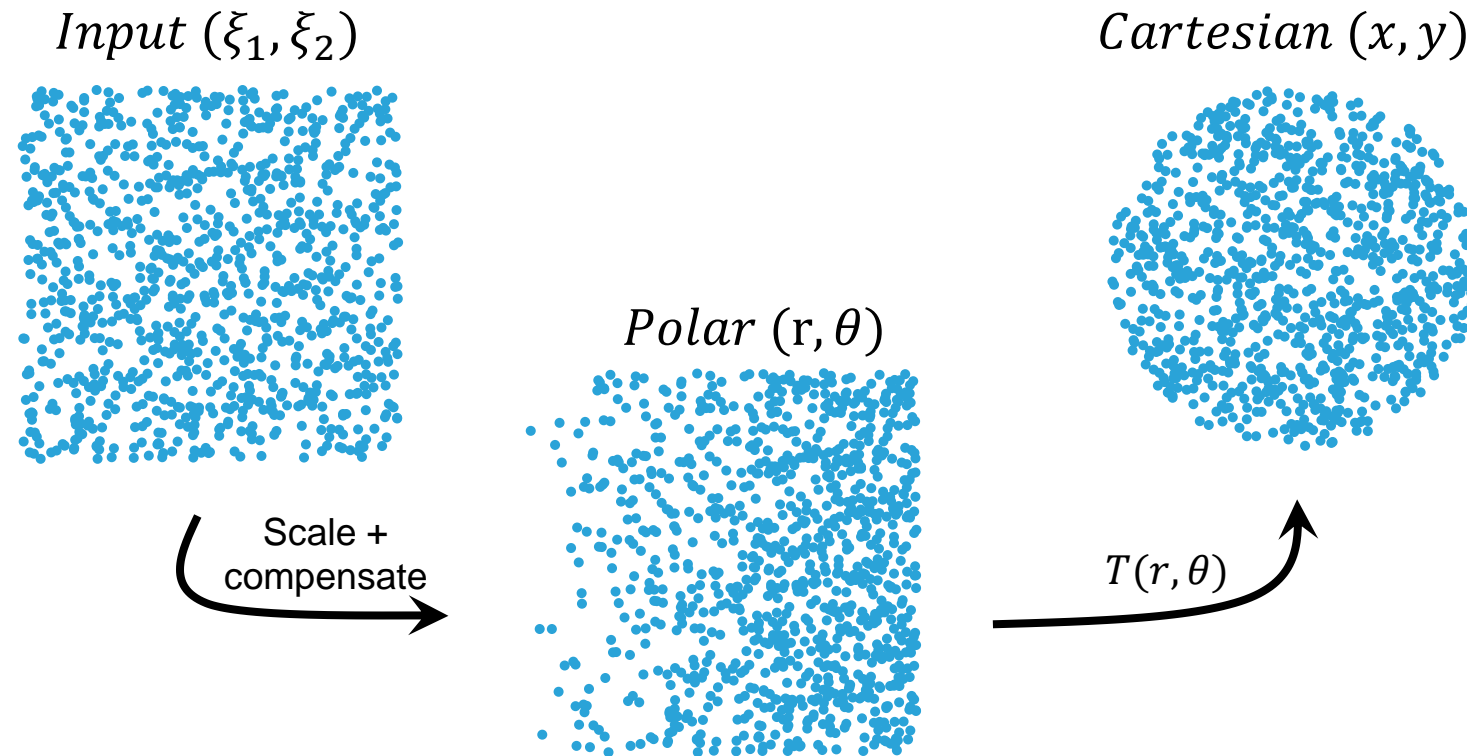 Input (ξ₁, ξ₂)
Cartesian (x, y)
Polar (r, θ)
Scale +
compensate
T(r, θ)